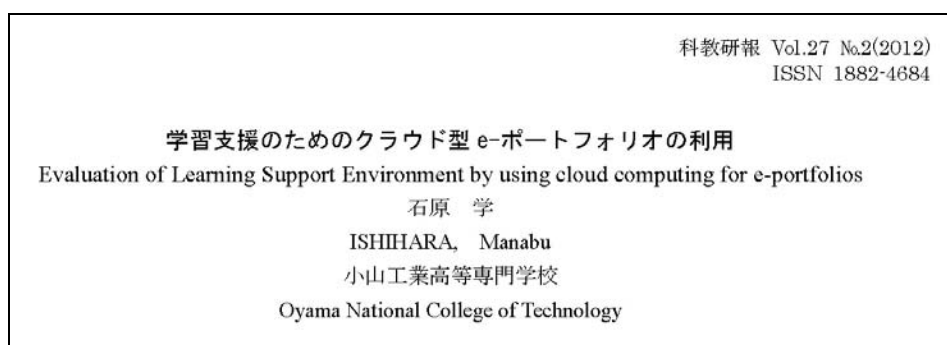 科教研報 Vol.27 No.2(2012)
ISSN 1882-4684
学習支援のためのクラウド型 e-ポートフォリオの利用
Evaluation of Learning Support Environment by using cloud computing for e-portfolios
石原　学
ISHIHARA,　Manabu
小山工業高等専門学校
Oyama National College of Technology